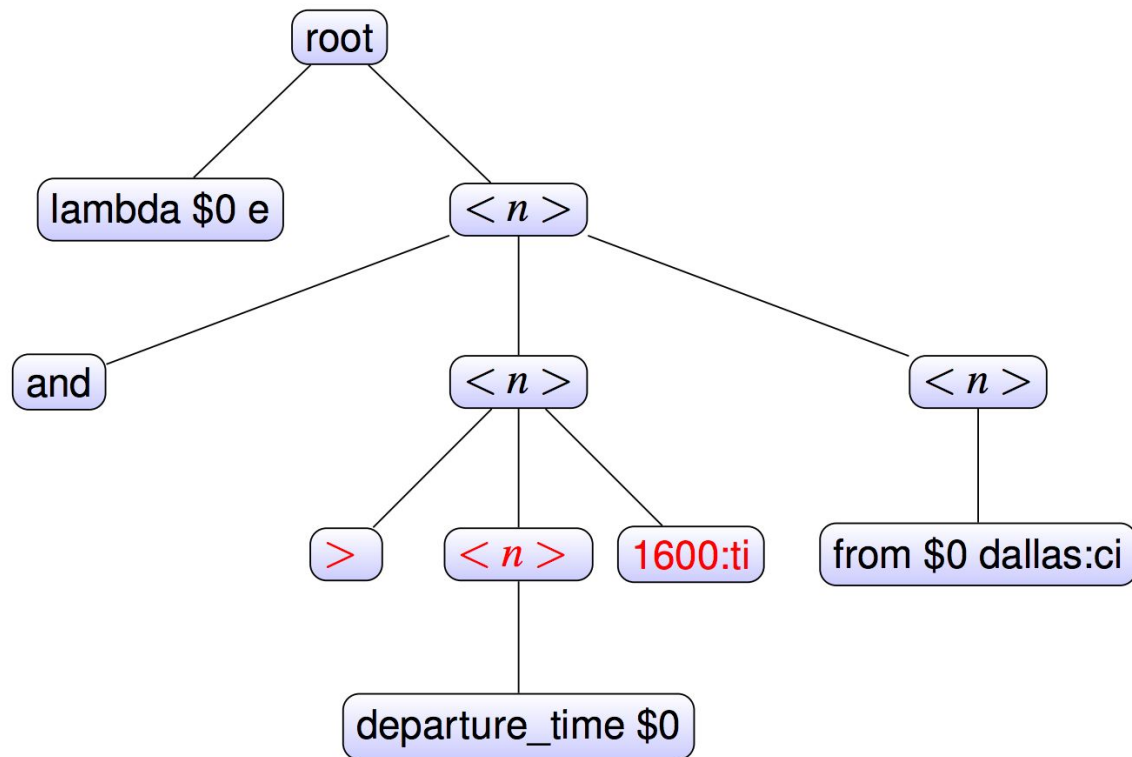 root
lambda $0 e
< n >
and
< n >
< n >
>
< n >
1600:ti
from $0 dallas:ci
departure_time $0